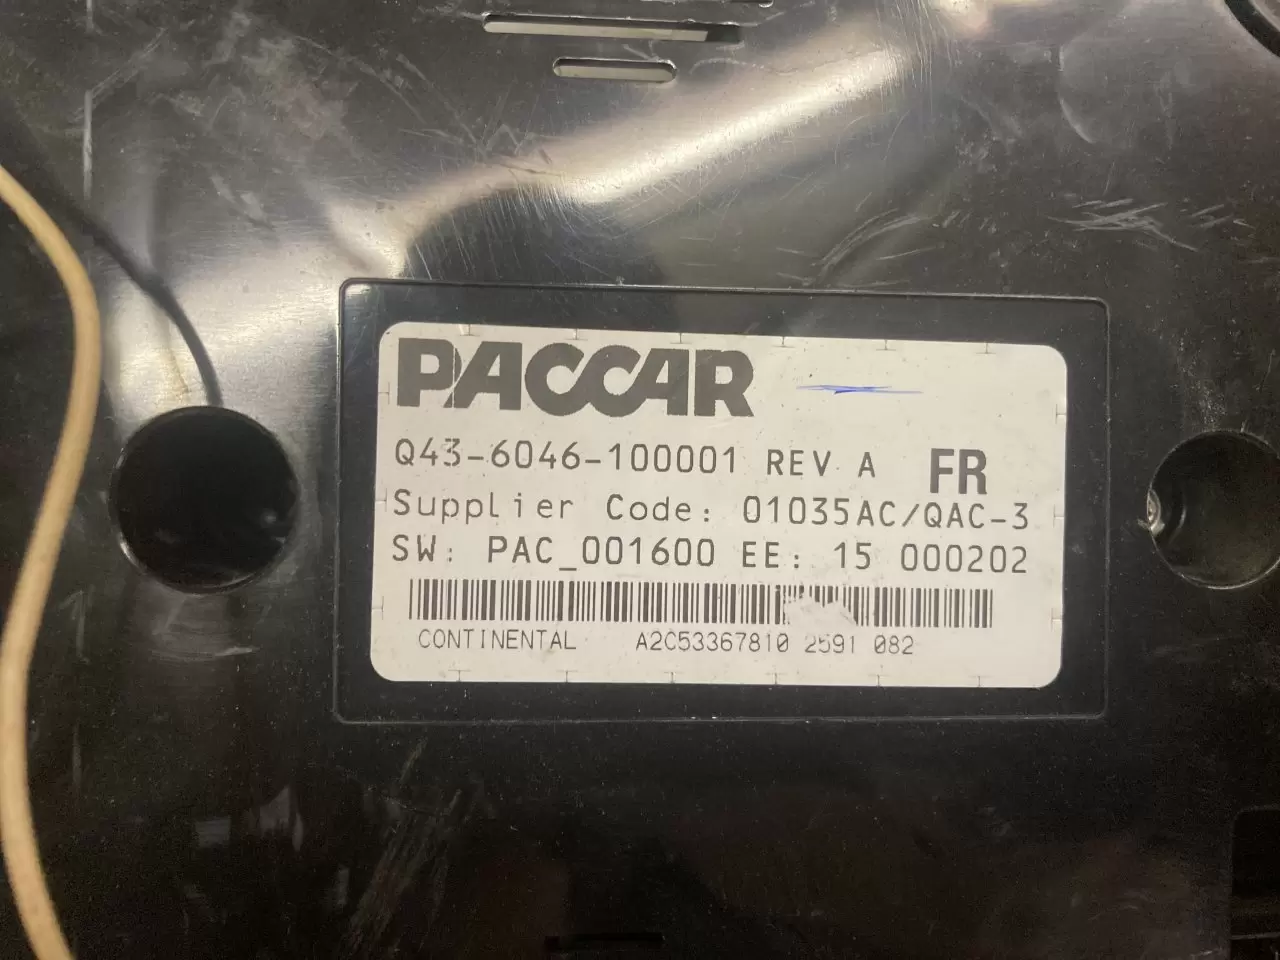 PACCAR
Q43-6046-100001 REV A FR
Supplier Code: 01035AC/QAC-3
SW: PAC_001600 EE: 15 000202
CONTINENTAL A2C53367810 2591 082